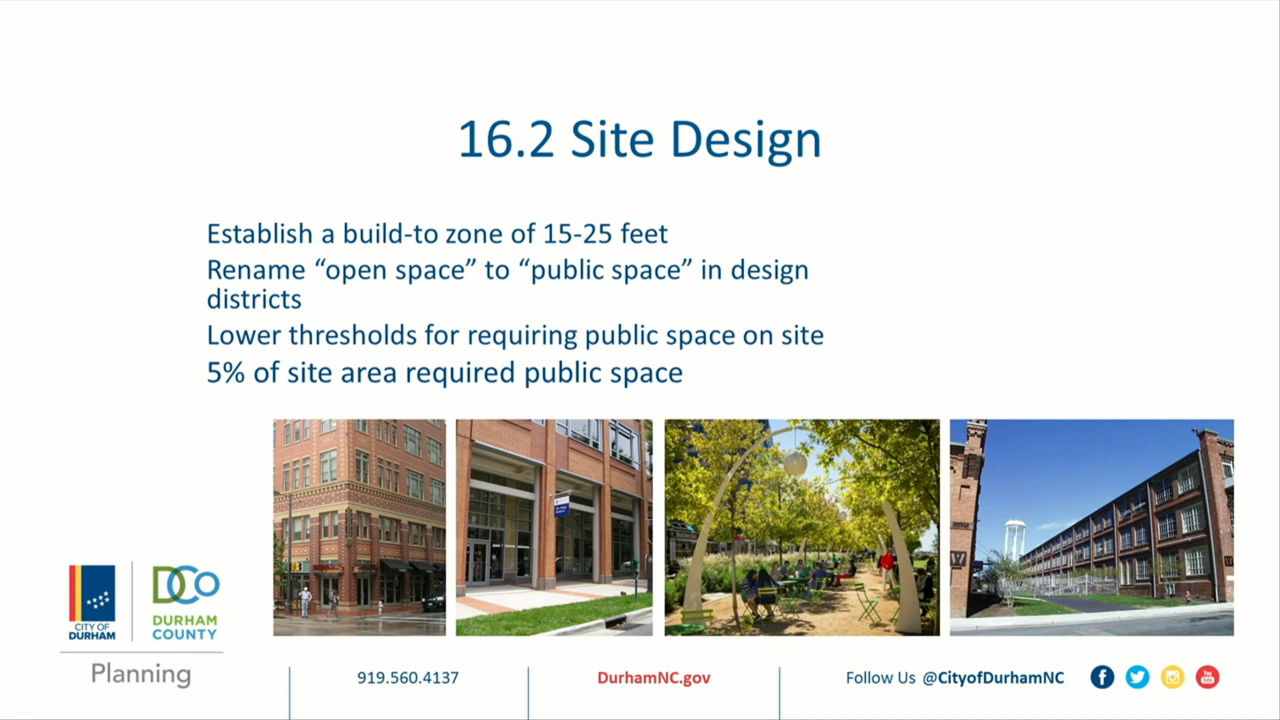 16.2 Site Design
Establish a build-to zone of 15-25 feet
Rename “open space” to “public space” in design
districts
Lower thresholds for requiring public space on site
5% of site area required public space
CITY OF
DURHAM
DCO
DURHAM
COUNTY
Planning
919.560.4137
DurhamNC.gov
Follow Us @CityofDurhamNC